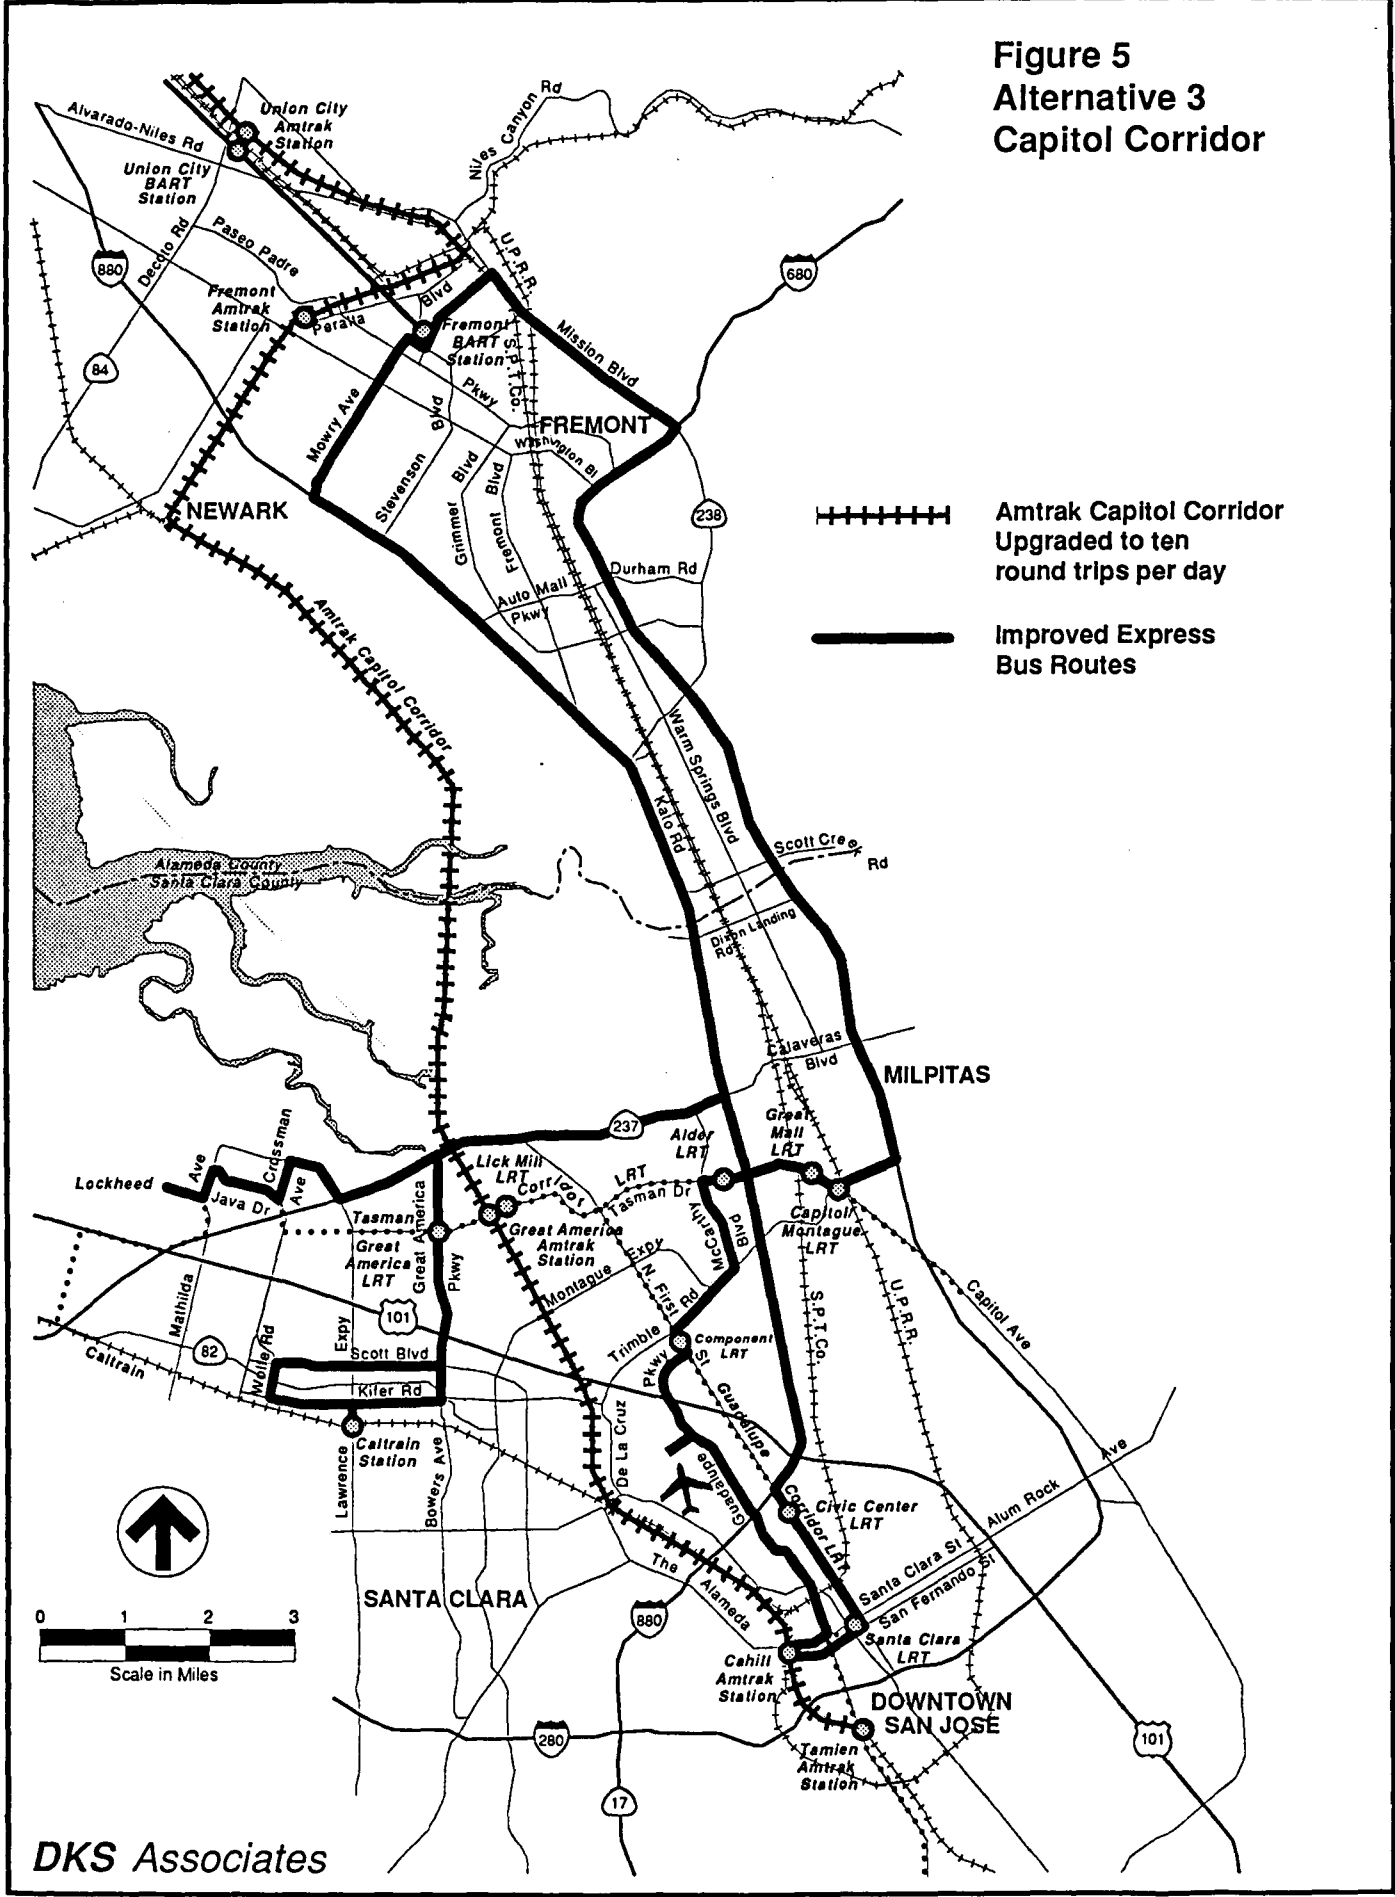 Figure 5
Alternative 3
Capitol Corridor
Union City
Amtrak
Station
Alvarado-Niles Rd
Niles Canyon Rd
Union City
BART
Station
Decoto Rd
Paseo Padre
U.P.R.R.
880
680
Fremont
Amtrak
Station
Peralta
Blvd
Fremont
BART
Station
S.P.T.Co.
Mission Blvd
84
Pkwy
Mowry Ave
Blvd
Stevenson
FREMONT
Washington Bl
Grimmer
Blvd
Fremont
Blvd
NEWARK
238
Amtrak Capitol Corridor
Upgraded to ten
round trips per day
Durham Rd
Auto Mall
Pkwy
Improved Express
Bus Routes
Amtrak Capitol Corridor
Warm Springs Blvd
Kato Rd
Scott Creek
Rd
Alameda County
Santa Clara County
Dixon Landing
Rd
Calaveras
Blvd
MILPITAS
237
Great
Mall
LRT
Alder
LRT
Crossman
Ave
Ave
Lockheed
Java Dr
Lick Mill
LRT
Corridor
LRT
Tasman Dr
Tasman
Great
America
LRT
Great America
Pkwy
Great America
Amtrak
Station
McCarthy
Blvd
Capitol/
Montague
LRT
Montague
Expy
N. First
St
101
Mathilda
82
Caltrain
Wolfe Rd
Expy
Scott Blvd
Kifer Rd
Trimble
Rd
Component
LRT
Pkwy
S.P.T.Co.
U.P.R.R.
Capitol Ave
Guadalupe
Corridor LRT
De La Cruz
Guadalupe
Caltrain
Station
Lawrence
Bowers Ave
Civic Center
LRT
Alum Rock
Ave
Santa Clara St
San Fernando St
The
Alameda
SANTA CLARA
880
0 1 2 3
Scale in Miles
Santa Clara
LRT
Cahill
Amtrak
Station
DOWNTOWN
SAN JOSE
280
101
Tamien
Amtrak
Station
17
DKS Associates